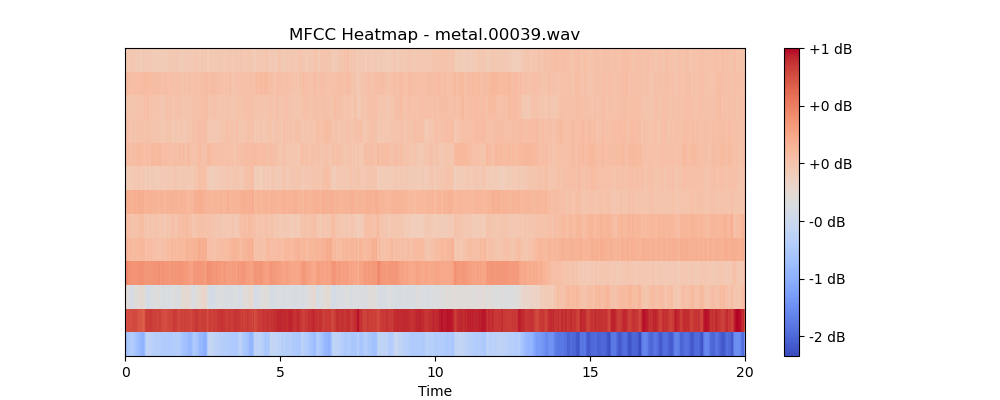 MFCC Heatmap - metal.00039.wav
+1 dB
+0 dB
+0 dB
-0 dB
-1 dB
-2 dB
0 5 10 15 20
Time